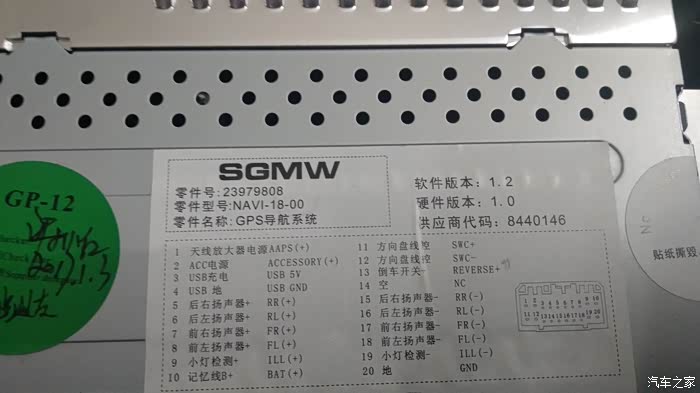 SGMW
零件号: 23979808
零件型号:NAVI-18-00
零件名称:GPS导航系统
软件版本: 1.2
硬件版本: 1.0
供应商代码: 8440146
1 天线放大器电源 AAPS(+)
2 ACC电源 ACCESSORY(+)
3 USB充电 USB 5V
4 USB 地 USB GND
5 后右扬声器+ RR(+)
6 后左扬声器+ RL(+)
7 前右扬声器+ FR(+)
8 前左扬声器+ FL(+)
9 小灯检测+ ILL(+)
10 记忆线B+ BAT(+)
11 方向盘线控 SWC+
12 方向盘线控 SWC-
13 倒车开关- REVERSE+
14 空 NC
15 后右扬声器- RR(-)
16 后左扬声器- RL(-)
17 前右扬声器- FR(-)
18 前左扬声器- FL(-)
19 小灯检测- ILL(-)
20 地 GND
GP-12
贴纸撕毁
汽车之家